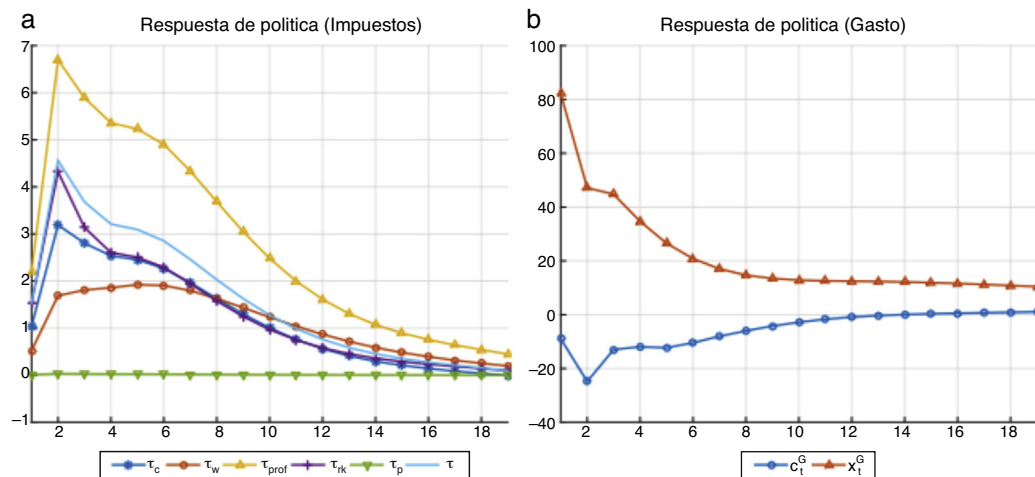 a
Respuesta de politica (Impuestos)
7
6
5
4
3
2
1
0
−1
2 4 6 8 10 12 14 16 18
τc τw τprof τrk τp τ
b
Respuesta de politica (Gasto)
100
80
60
40
20
0
−20
−40
2 4 6 8 10 12 14 16 18
c_t^G x_t^G